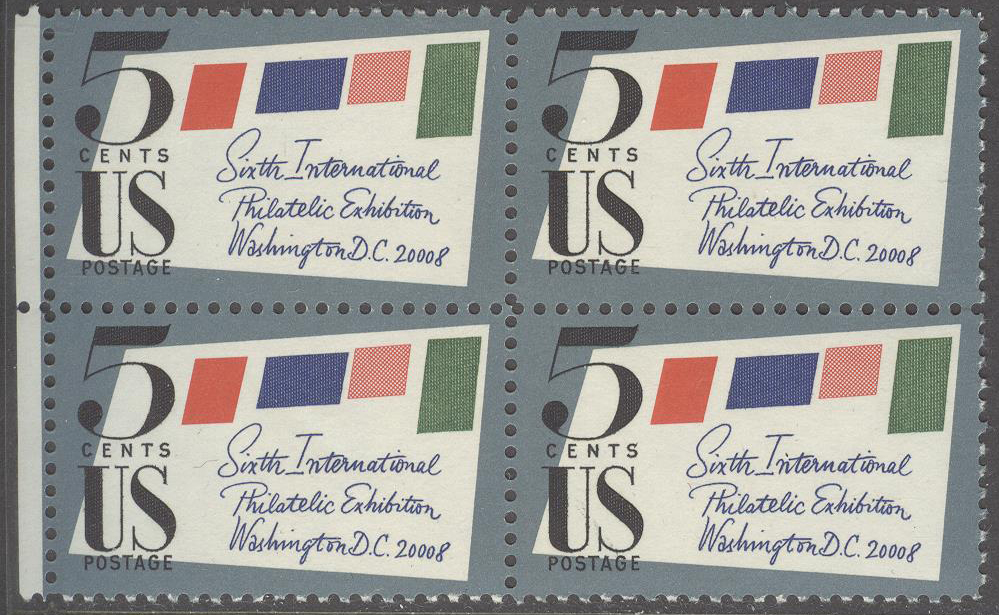 5
CENTS
US
POSTAGE
Sixth International
Philatelic Exhibition
Washington D.C. 20008
5
CENTS
US
POSTAGE
Sixth International
Philatelic Exhibition
Washington D.C. 20008
5
CENTS
US
POSTAGE
Sixth International
Philatelic Exhibition
Washington D.C. 20008
5
CENTS
US
POSTAGE
Sixth International
Philatelic Exhibition
Washington D.C. 20008